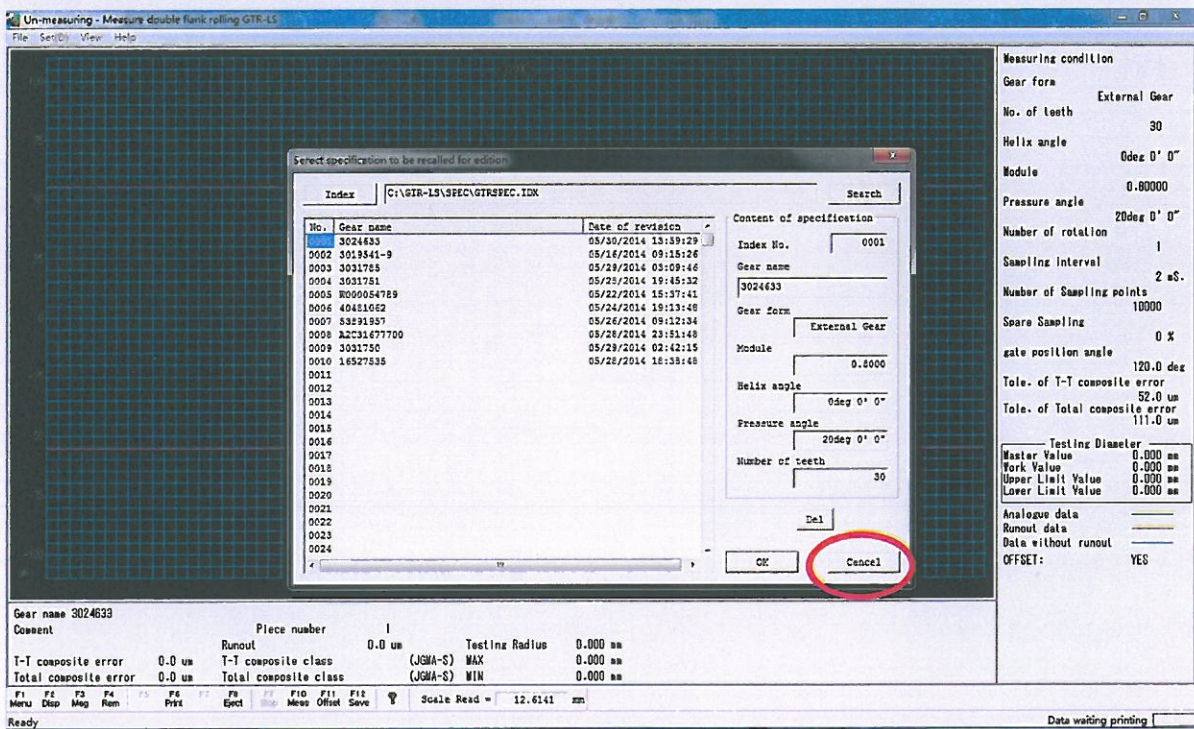 Un-measuring - Measure double flank rolling GTR-LS
File Set(D) View Help
Select specification to be recalled for edition
Index C:\GTR-LS\SPEC\GTRSPEC.IDX Search
No. Gear name Date of revision
0001 3024633 05/30/2014 13:59:29
0002 3019341-9 05/16/2014 09:15:26
0003 3031785 05/29/2014 03:09:46
0004 3031751 05/25/2014 19:45:32
0005 R000054789 05/22/2014 15:37:41
0006 40481062 05/24/2014 19:13:48
0007 53891957 05/26/2014 09:12:34
0008 A2C31677700 05/28/2014 23:51:48
0009 3031750 05/29/2014 02:42:15
0010 16527535 05/28/2014 18:38:48
0011
0012
0013
0014
0015
0016
0017
0018
0019
0020
0021
0022
0023
0024
Content of specification
Index No. 0001
Gear name
3024633
Gear form
External Gear
Module
0.8000
Helix angle
0deg 0' 0"
Pressure angle
20deg 0' 0"
Number of teeth
30
Del
OK Cancel
Measuring condition
Gear form
External Gear
No. of teeth
30
Helix angle
0deg 0' 0"
Module
0.80000
Pressure angle
20deg 0' 0"
Number of rotation
1
Sampling interval
2 mS.
Number of Sampling points
10000
Spare Sampling
0 %
gate position angle
120.0 deg
Tole. of T-T composite error
52.0 um
Tole. of Total composite error
111.0 um
Testing Diameter
Master Value 0.000 mm
Work Value 0.000 mm
Upper Limit Value 0.000 mm
Lower Limit Value 0.000 mm
Analogue data
Runout data
Data without runout
OFFSET: YES
Gear name 3024633
Comment Piece number 1
Runout 0.0 um Testing Radius 0.000 mm
T-T composite error 0.0 um T-T composite class (JGMA-S) MAX 0.000 mm
Total composite error 0.0 um Total composite class (JGMA-S) MIN 0.000 mm
F1 F2 F3 F4 F5 F6 F7 F8 F9 F10 F11 F12
Menu Disp Meg Rem Print Eject Stop Meas Offset Save ? Scale Read = 12.6141 mm
Ready Data waiting printing